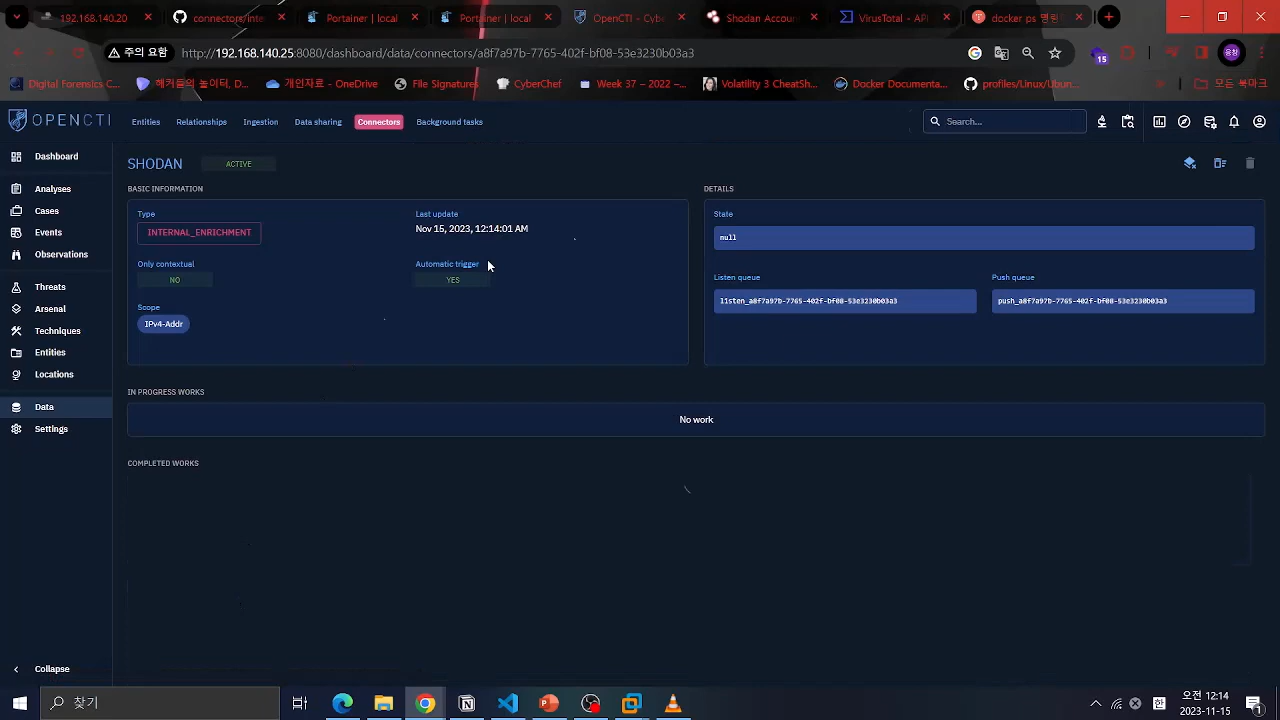 192.168.140.20
connectors/inte
Portainer | local
Portainer | local
OpenCTI - Cybe
Shodan Accoun
VirusTotal - API
docker ps 명령(
주의 요함
http://192.168.140.25:8080/dashboard/data/connectors/a8f7a97b-7765-402f-bf08-53e3230b03a3
15
Digital Forensics C...
해커들의 놀이터, D...
개인자료 - OneDrive
File Signatures
CyberChef
Week 37 – 2022 –...
Volatility 3 CheatSh...
Docker Documenta...
profiles/Linux/Ubun...
모든 북마크
OPENCTI
Entities
Relationships
Ingestion
Data sharing
Connectors
Background tasks
Search...
Dashboard
Analyses
Cases
Events
Observations
Threats
Arsenal
Techniques
Entities
Locations
Data
Settings
Collapse
SHODAN
ACTIVE
BASIC INFORMATION
Type
INTERNAL_ENRICHMENT
Last update
Nov 15, 2023, 12:14:01 AM
Only contextual
NO
Automatic trigger
YES
Scope
IPv4-Addr
DETAILS
State
null
Listen queue
listen_a8f7a97b-7765-402f-bf08-53e3230b03a3
Push queue
push_a8f7a97b-7765-402f-bf08-53e3230b03a3
IN PROGRESS WORKS
No work
COMPLETED WORKS
찾기
한
오전 12:14
2023-11-15
1